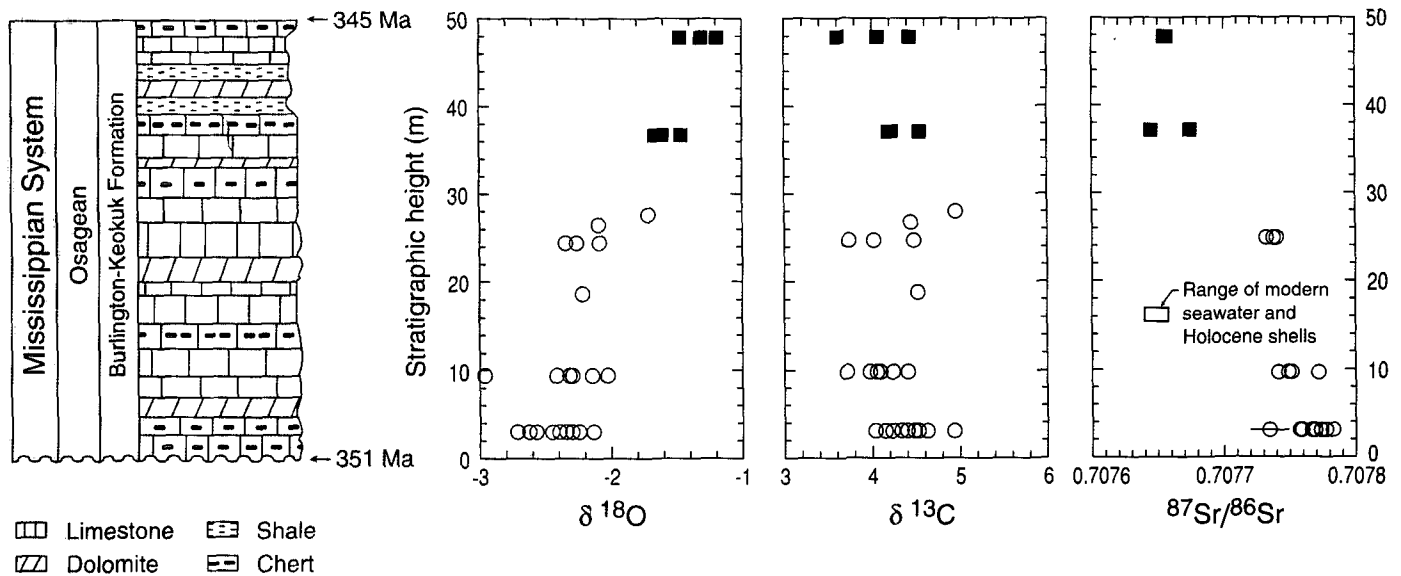 345 Ma
351 Ma
Mississippian System
Osagean
Burlington-Keokuk Formation
Limestone
Dolomite
Shale
Chert
Stratigraphic height (m)
50
40
30
20
10
0
-3 -2 -1
δ 18O
3 4 5 6
δ 13C
Range of modern
seawater and
Holocene shells
50
40
30
20
10
0
0.7076 0.7077 0.7078
87Sr/86Sr